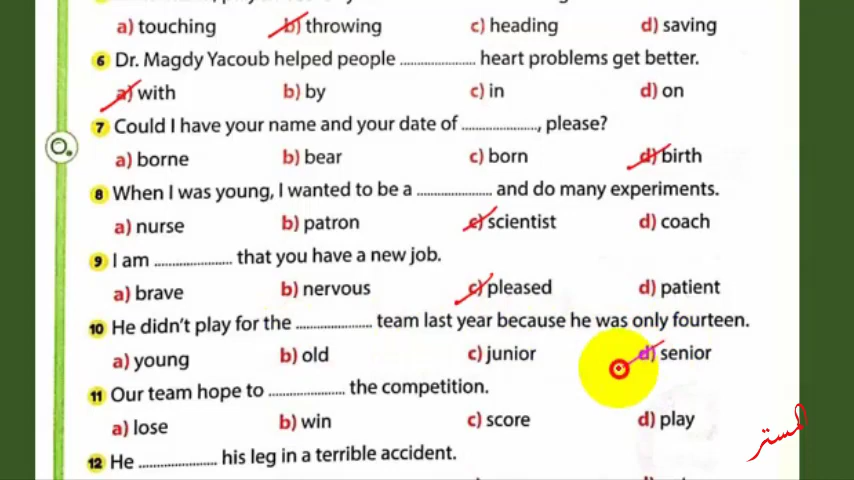 a) touching b) throwing c) heading d) saving
6 Dr. Magdy Yacoub helped people .................... heart problems get better.
a) with b) by c) in d) on
7 Could I have your name and your date of ...................., please?
a) borne b) bear c) born d) birth
8 When I was young, I wanted to be a .................... and do many experiments.
a) nurse b) patron c) scientist d) coach
9 I am .................... that you have a new job.
a) brave b) nervous c) pleased d) patient
10 He didn't play for the .................... team last year because he was only fourteen.
a) young b) old c) junior d) senior
11 Our team hope to .................... the competition.
a) lose b) win c) score d) play
12 He .................... his leg in a terrible accident.
المستر